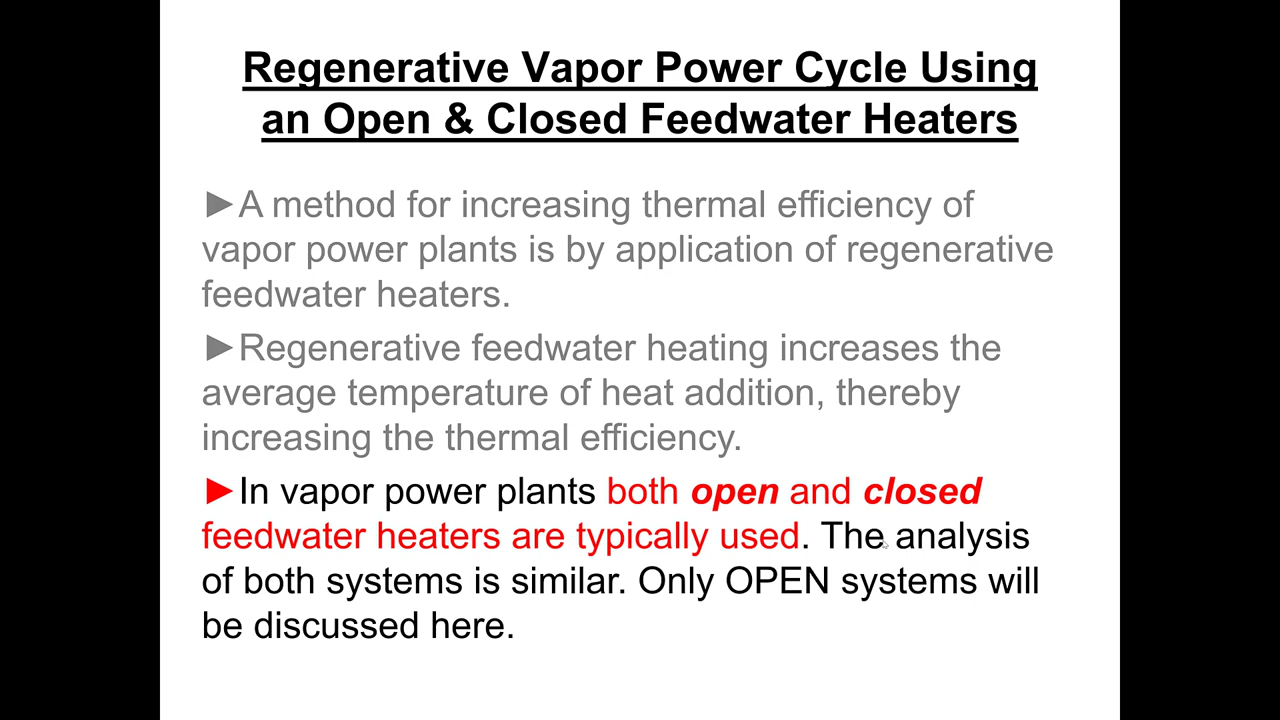 Regenerative Vapor Power Cycle Using
an Open & Closed Feedwater Heaters
►A method for increasing thermal efficiency of
vapor power plants is by application of regenerative
feedwater heaters.
►Regenerative feedwater heating increases the
average temperature of heat addition, thereby
increasing the thermal efficiency.
►In vapor power plants both open and closed
feedwater heaters are typically used. The analysis
of both systems is similar. Only OPEN systems will
be discussed here.